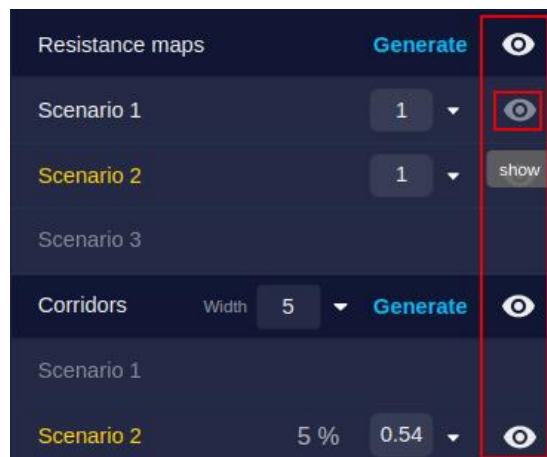 Resistance maps Generate
Scenario 1 1
Scenario 2 1
show
Scenario 3
Corridors Width 5 Generate
Scenario 1
Scenario 2 5 % 0.54